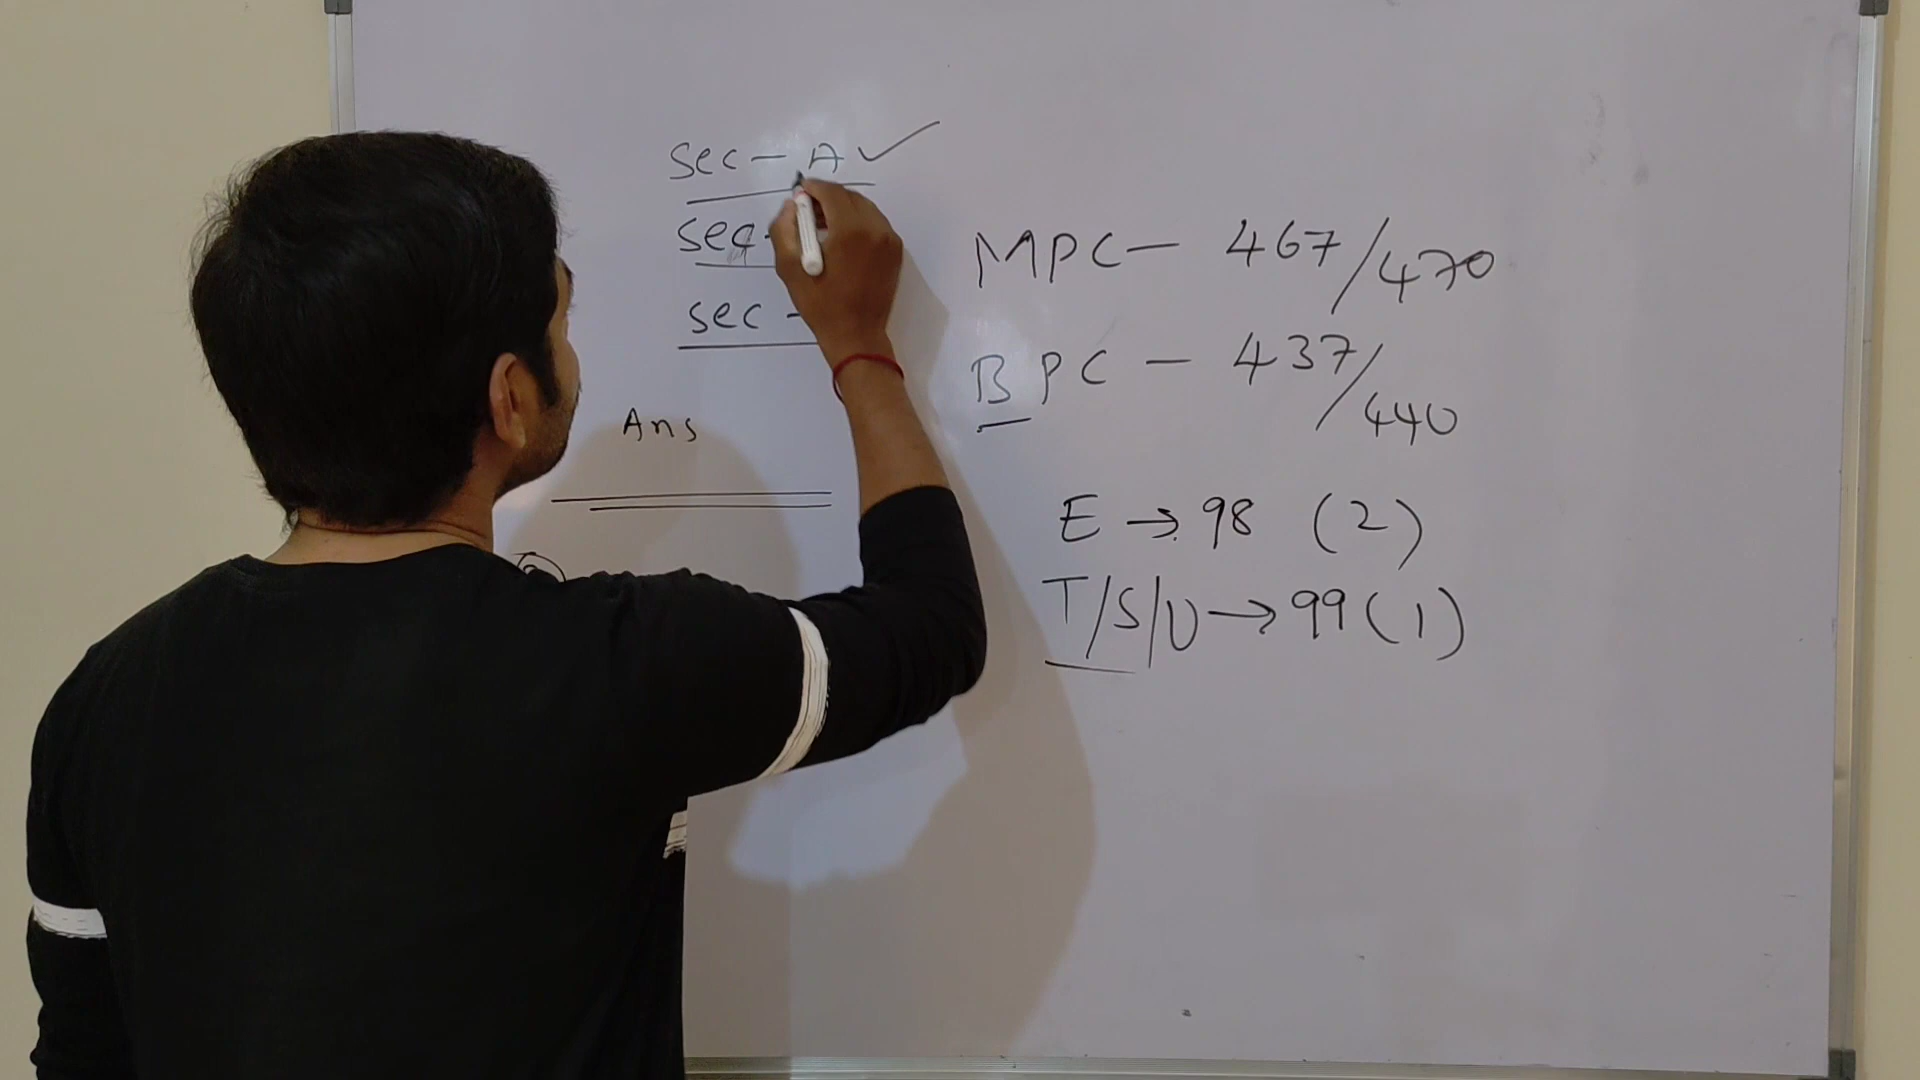 Sec - A ✓
Sec -
Sec -
Ans
MPC - 467/470
BPC - 437/440
E → 98 (2)
T/S/U → 99 (1)